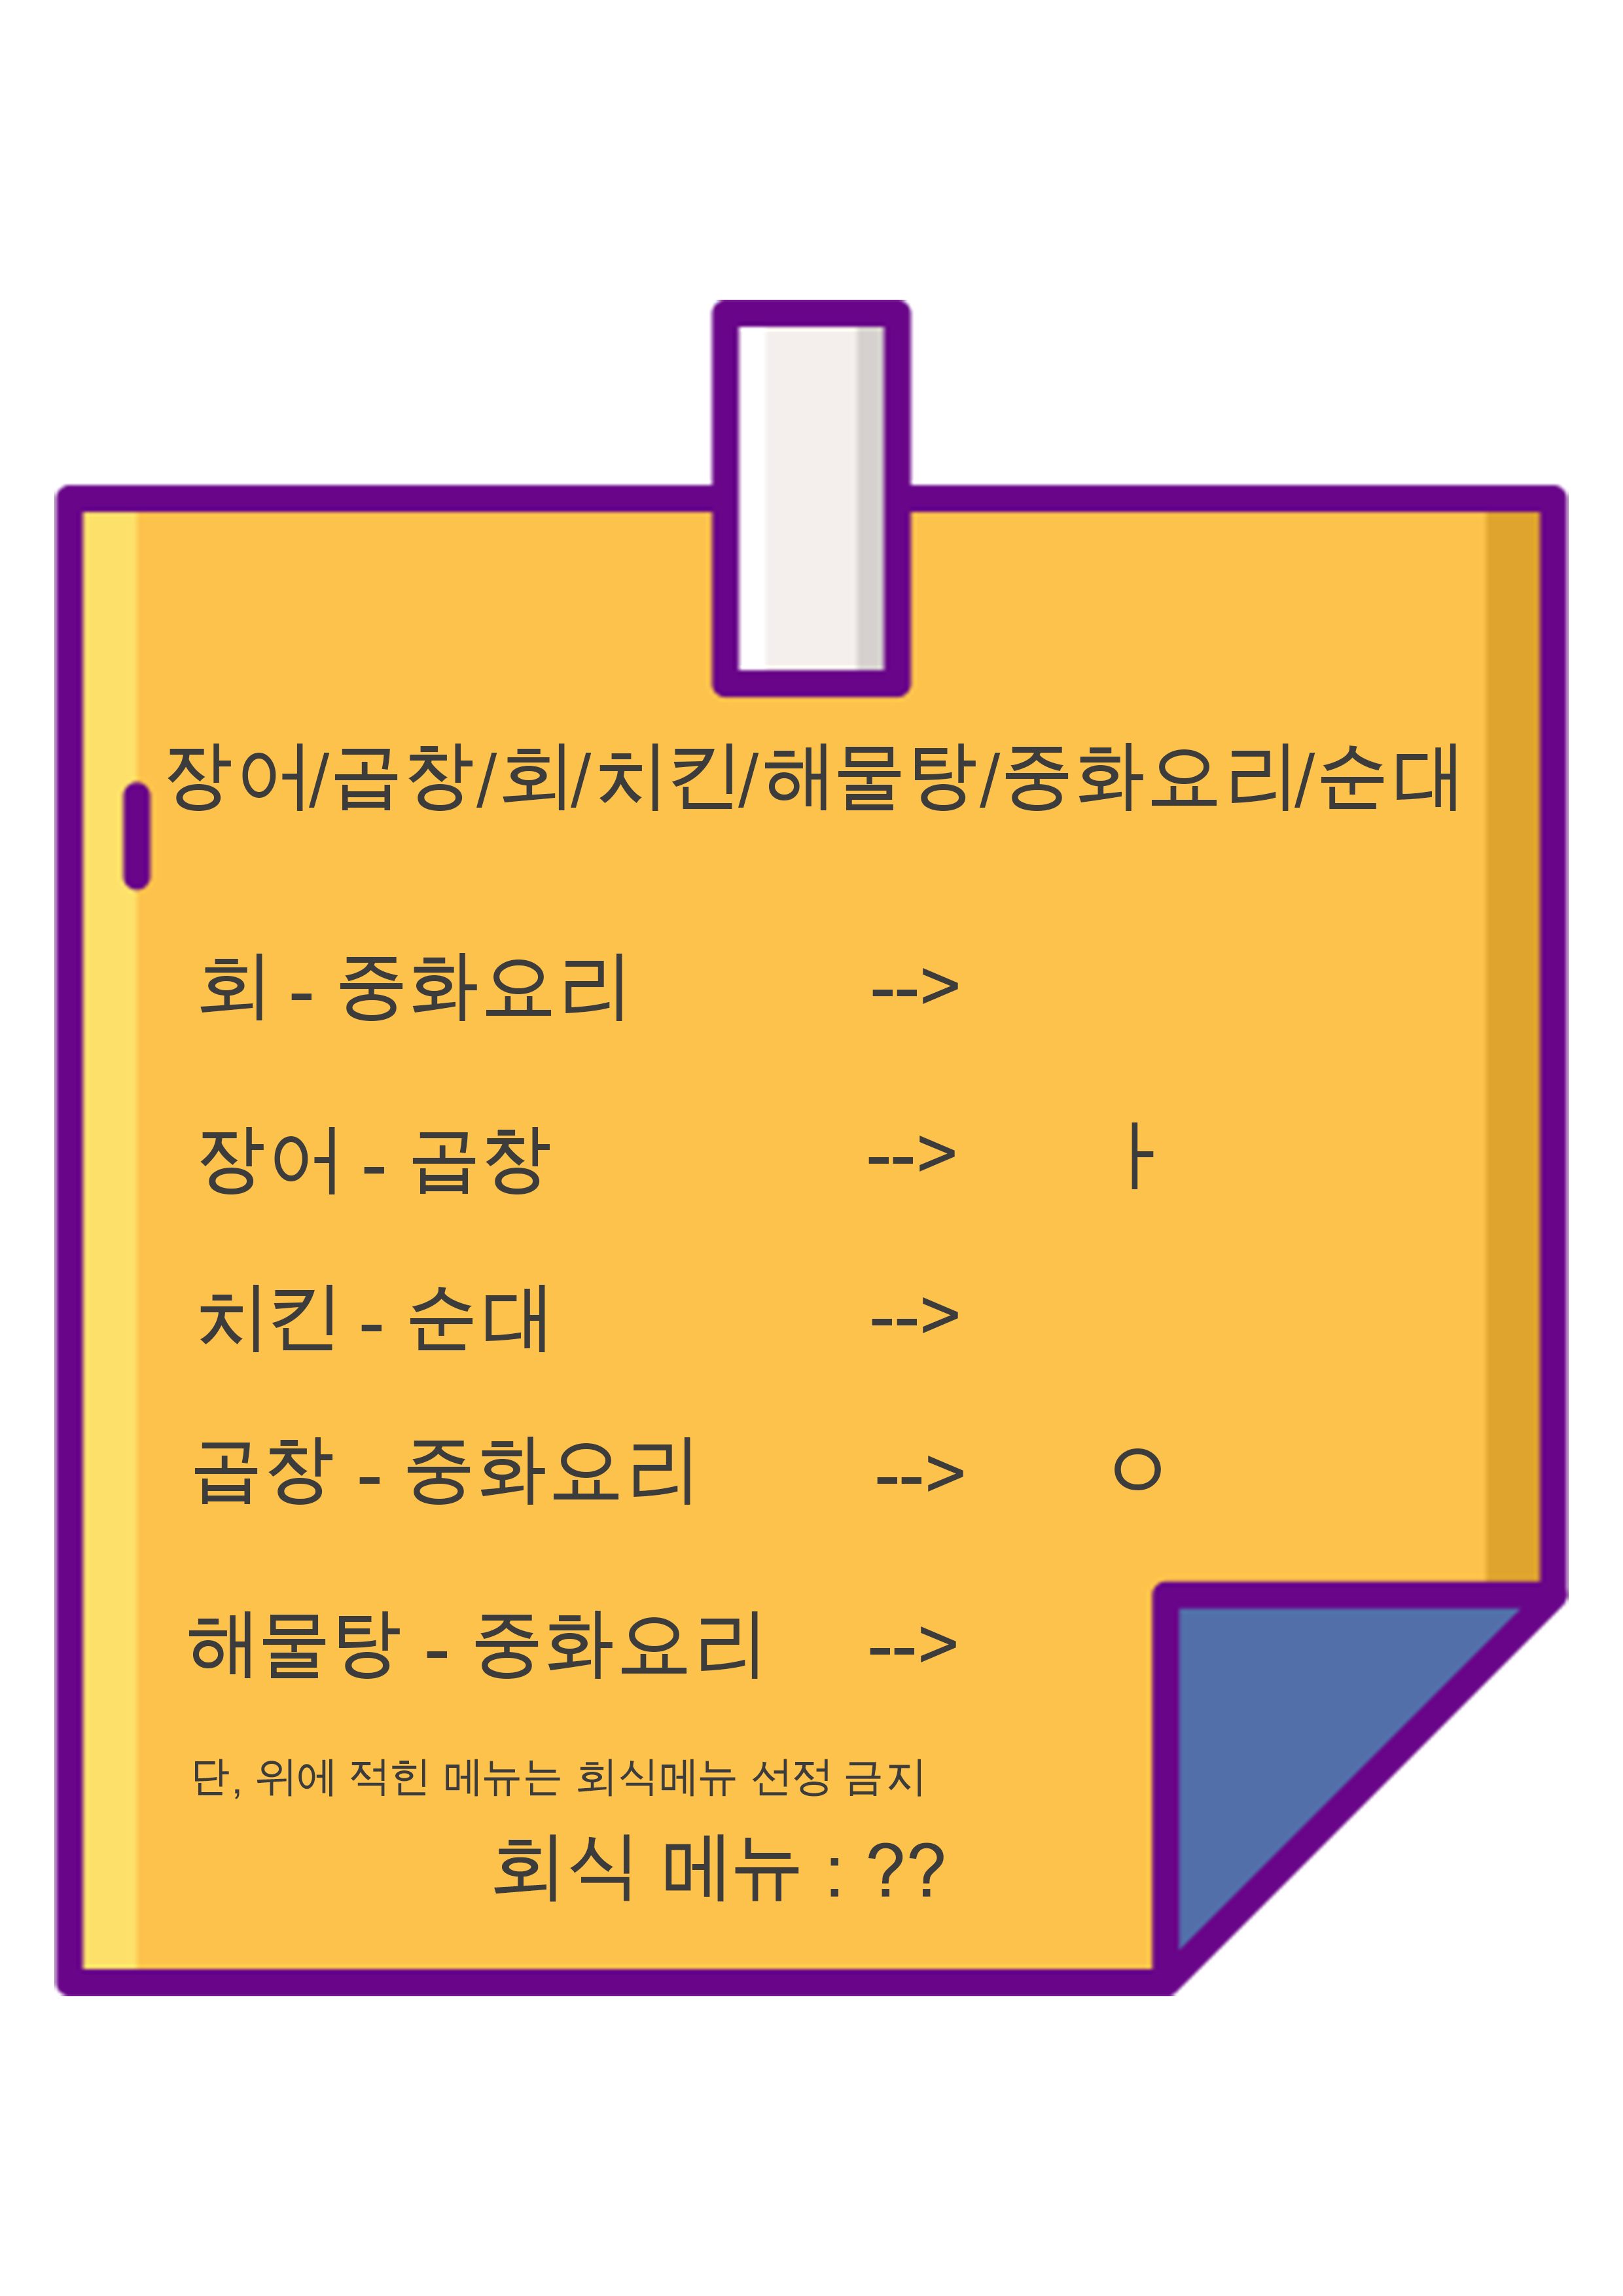 장어/곱창/회/치킨/해물탕/중화요리/순대
회 - 중화요리 -->
장어 - 곱창 --> ㅏ
치킨 - 순대 -->
곱창 - 중화요리 --> ㅇ
해물탕 - 중화요리 -->
단, 위에 적힌 메뉴는 회식메뉴 선정 금지
회식 메뉴 : ??